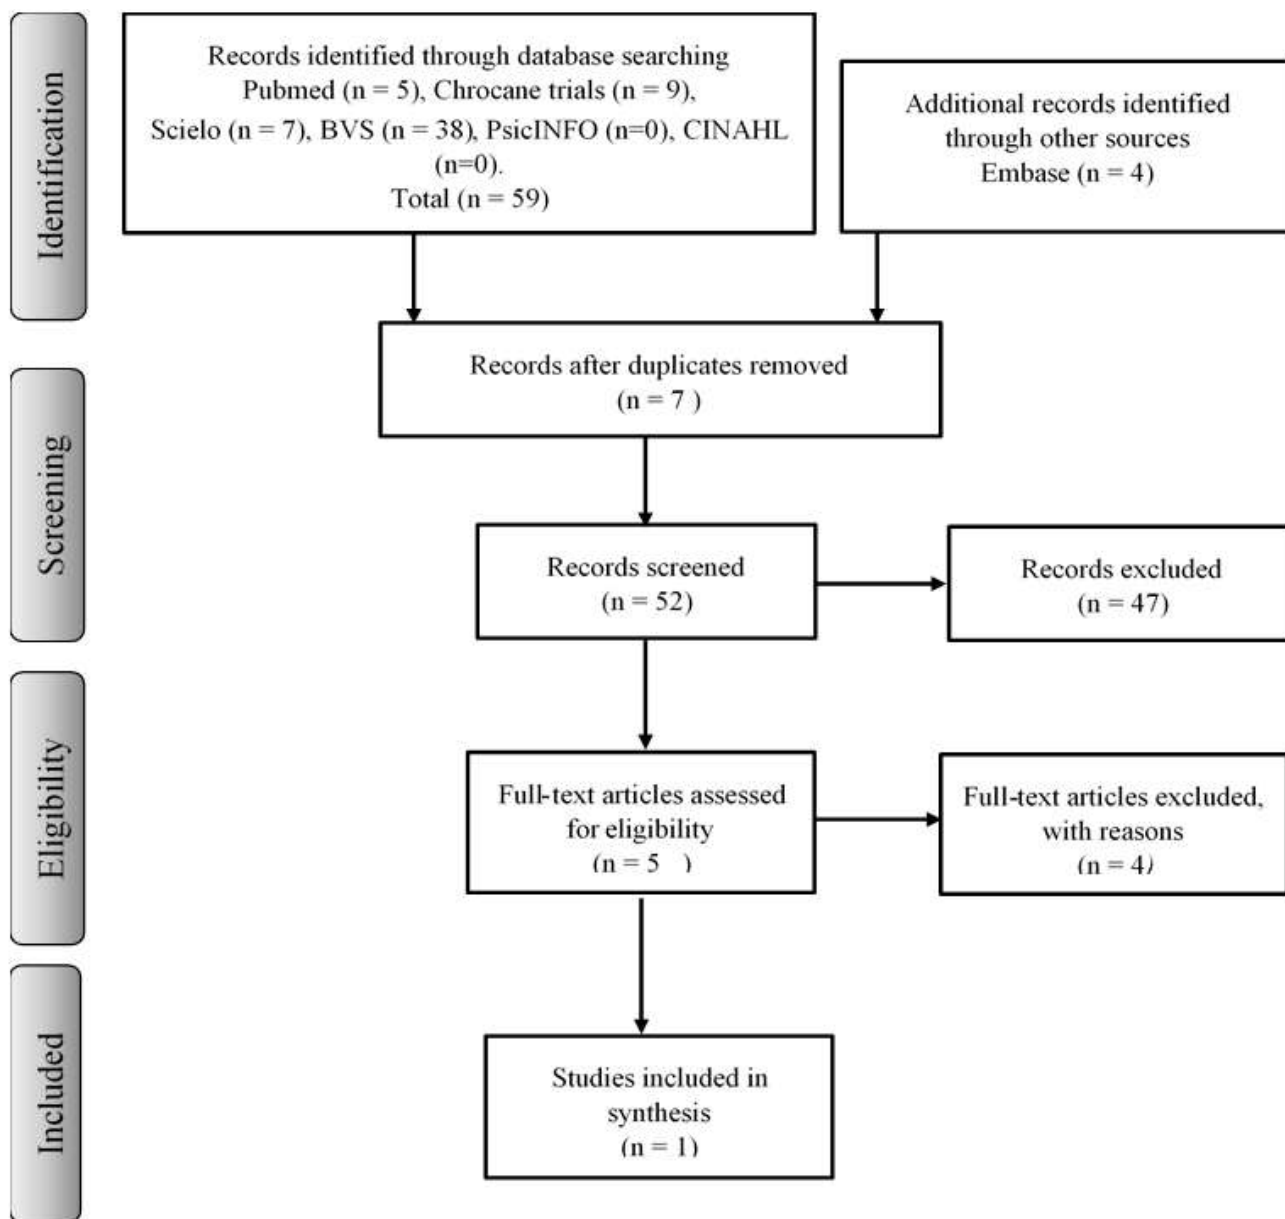 Identification
Records identified through database searching
Pubmed (n = 5), Chrocane trials (n = 9),
Scielo (n = 7), BVS (n = 38), PsicINFO (n=0), CINAHL
(n=0).
Total (n = 59)
Additional records identified
through other sources
Embase (n = 4)
Records after duplicates removed
(n = 7 )
Screening
Records screened
(n = 52)
Records excluded
(n = 47)
Eligibility
Full-text articles assessed
for eligibility
(n = 5 )
Full-text articles excluded,
with reasons
(n = 4)
Included
Studies included in
synthesis
(n = 1)